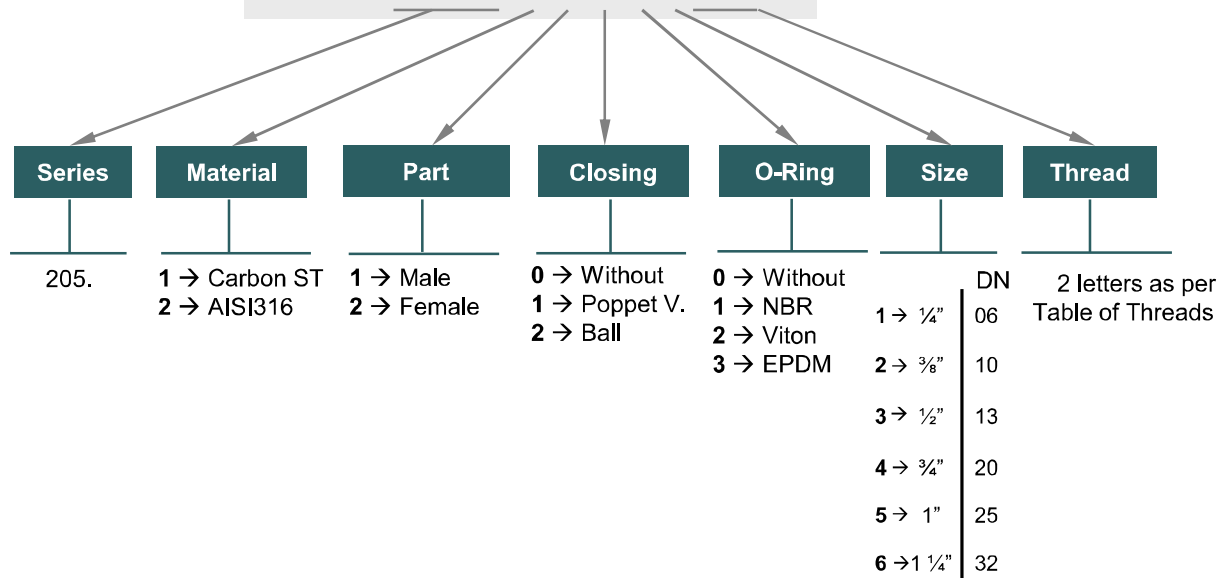 Series
Material
Part
Closing
O-Ring
Size
Thread
205.
1 → Carbon ST
2 → AISI316
1 → Male
2 → Female
0 → Without
1 → Poppet V.
2 → Ball
0 → Without
1 → NBR
2 → Viton
3 → EPDM
DN
1 → ¼” 06
2 → ⅜” 10
3 → ½” 13
4 → ¾” 20
5 → 1” 25
6 →1 ¼” 32
2 letters as per
Table of Threads